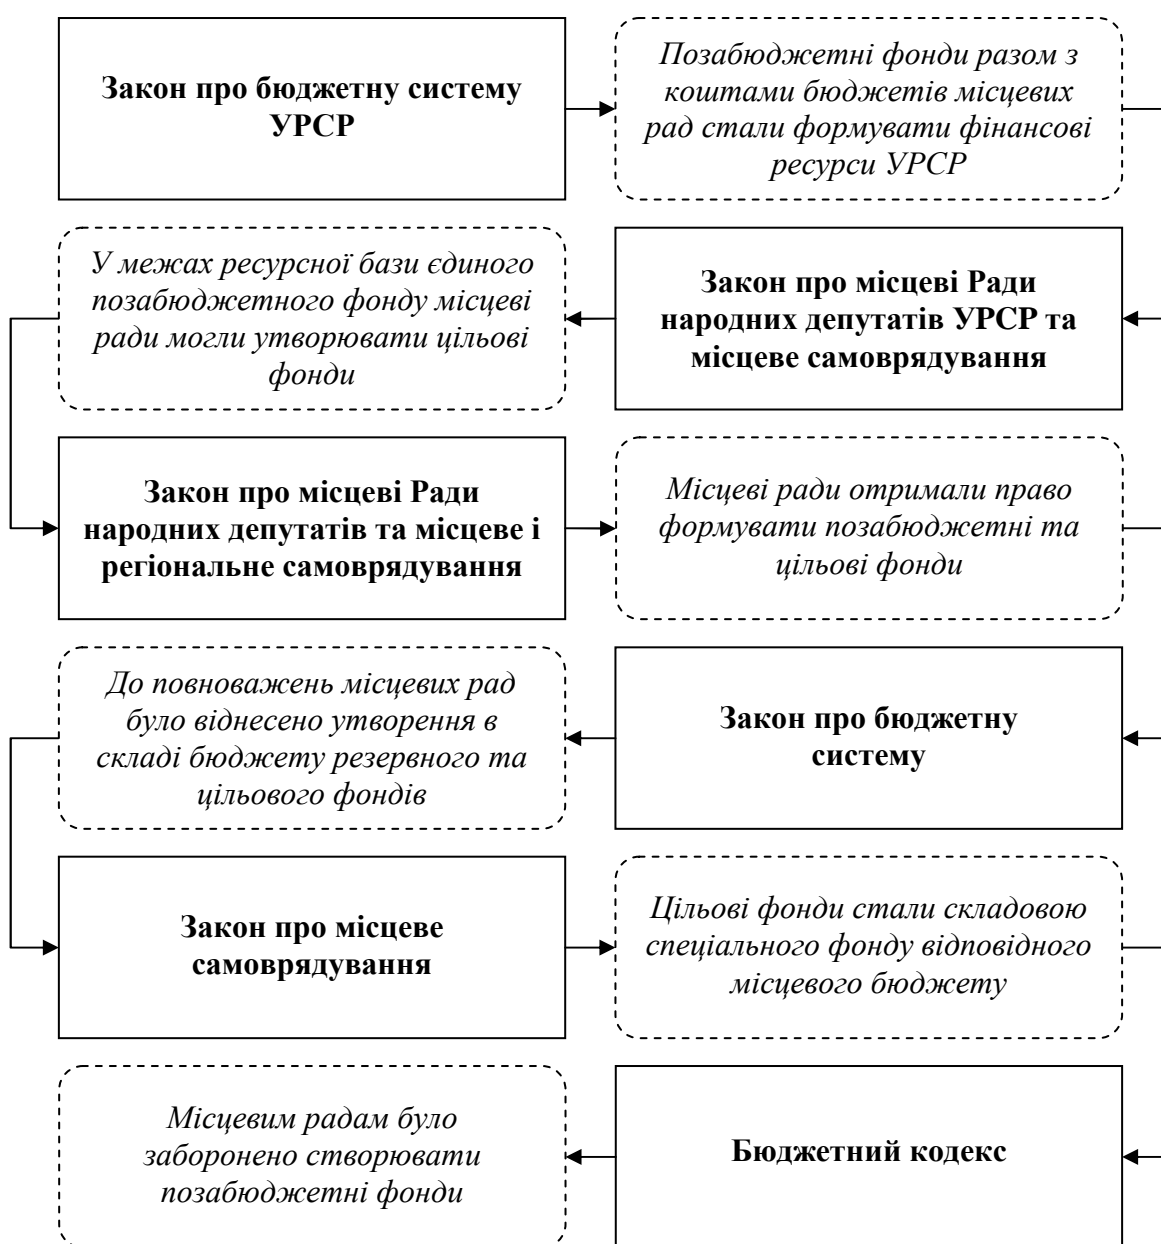 Закон про бюджетну систему
УРСР
Позабюджетні фонди разом з
коштами бюджетів місцевих
рад стали формувати фінансові
ресурси УРСР
У межах ресурсної бази єдиного
позабюджетного фонду місцеві
ради могли утворювати цільові
фонди
Закон про місцеві Ради
народних депутатів УРСР та
місцеве самоврядування
Закон про місцеві Ради
народних депутатів та місцеве і
регіональне самоврядування
Місцеві ради отримали право
формувати позабюджетні та
цільові фонди
До повноважень місцевих рад
було віднесено утворення в
складі бюджету резервного та
цільового фондів
Закон про бюджетну
систему
Закон про місцеве
самоврядування
Цільові фонди стали складовою
спеціального фонду відповідного
місцевого бюджету
Місцевим радам було
заборонено створювати
позабюджетні фонди
Бюджетний кодекс